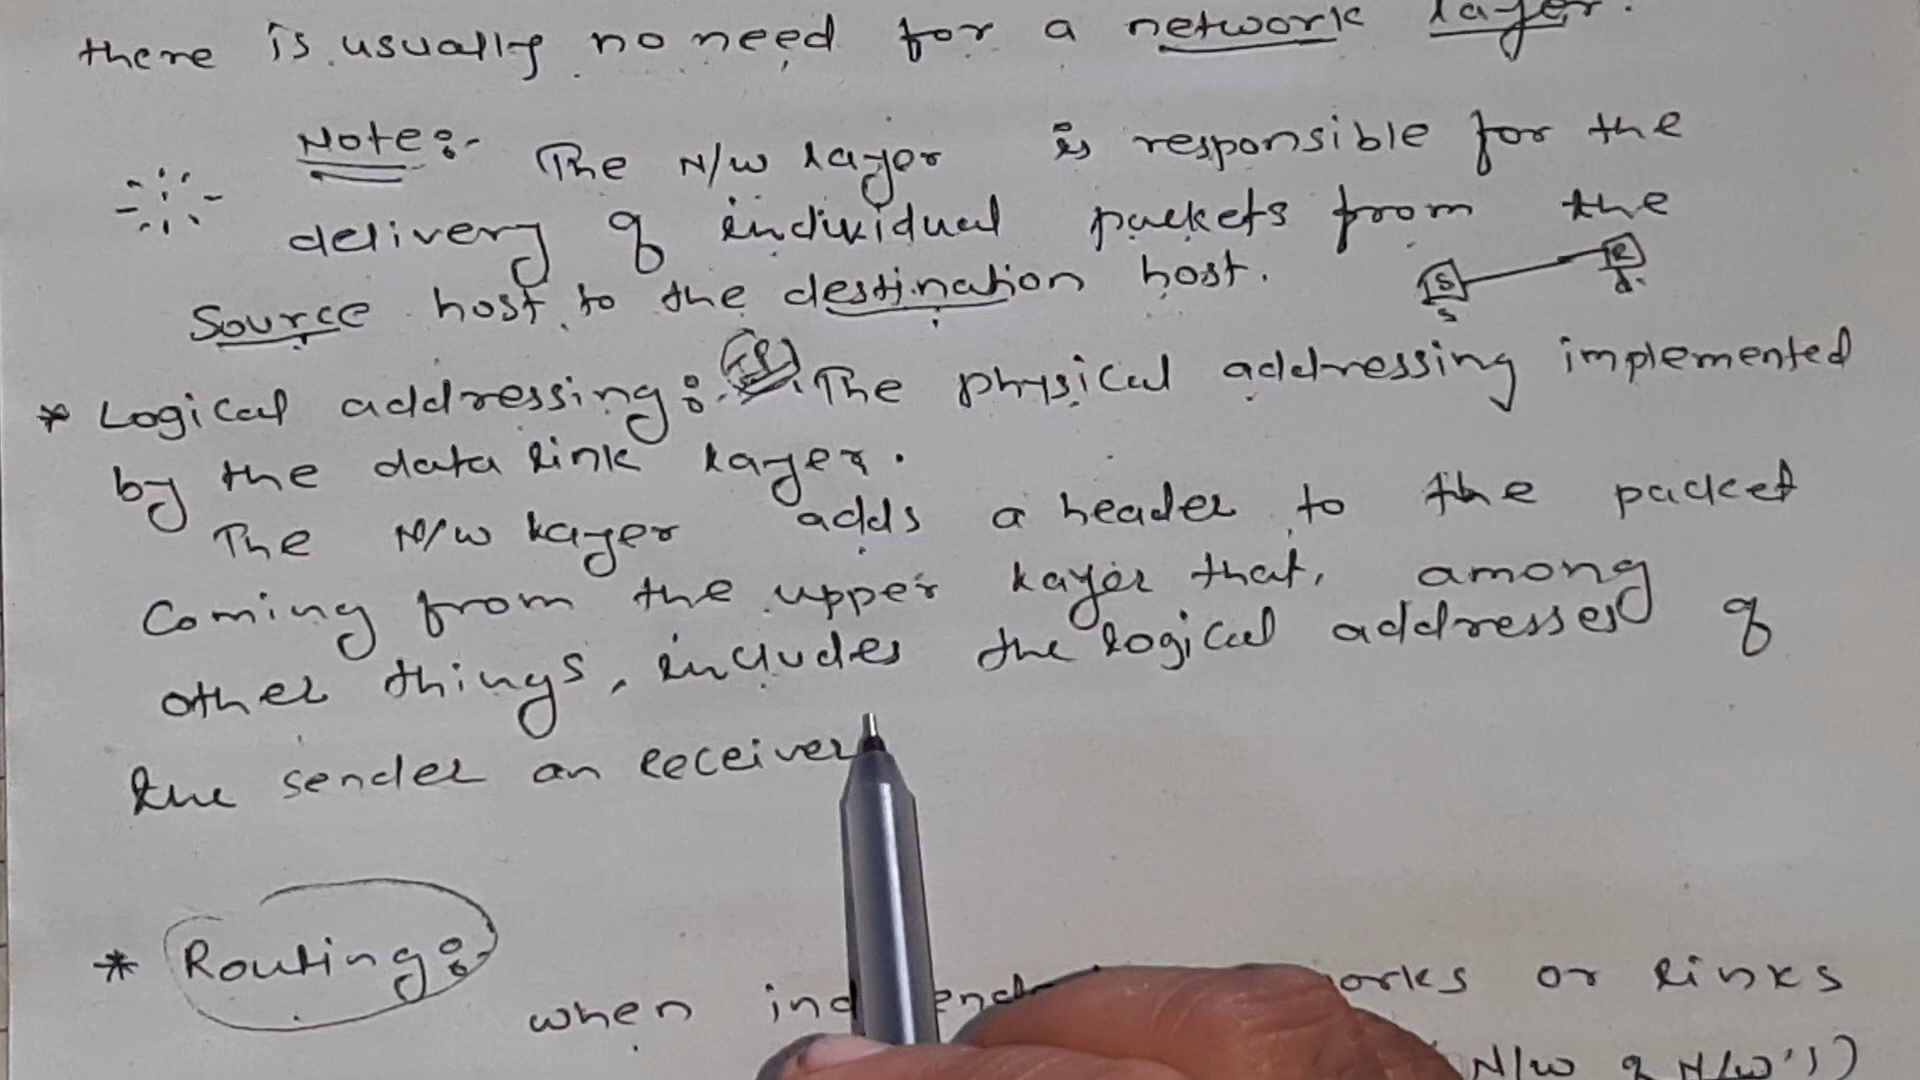 there is usually no need for a network layer.
Note:- The N/W layer is responsible for the
delivery of individual packets from the
Source host to the destination host.
S R
s d.
* Logical addressing:- The physical addressing implemented
by the data link layer.
The N/W layer adds a header to the packet
Coming from the upper layer that, among
other things, includes the logical addresses of
the sender an receiver
* Routing:-
when or links
N/W of N/W's)